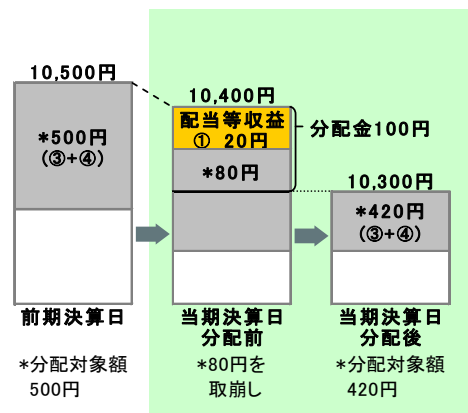 10,500円
*500円
(③+④)
前期決算日
*分配対象額
500円
10,400円
配当等収益
① 20円
*80円
分配金100円
当期決算日
分配前
*80円を
取崩し
10,300円
*420円
(③+④)
当期決算日
分配後
*分配対象額
420円